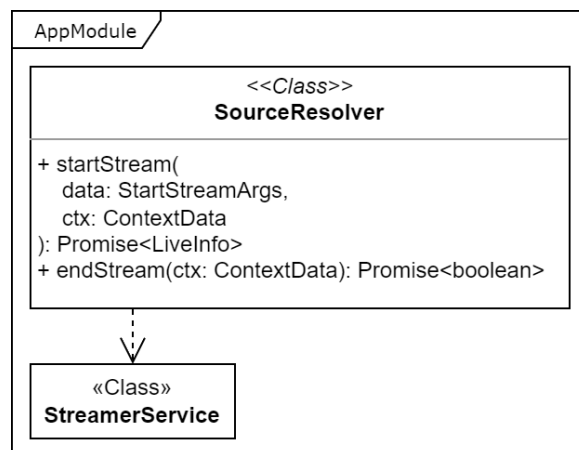 AppModule
<<Class>>
SourceResolver
+ startStream(
data: StartStreamArgs,
ctx: ContextData
): Promise<LiveInfo>
+ endStream(ctx: ContextData): Promise<boolean>
«Class»
StreamerService